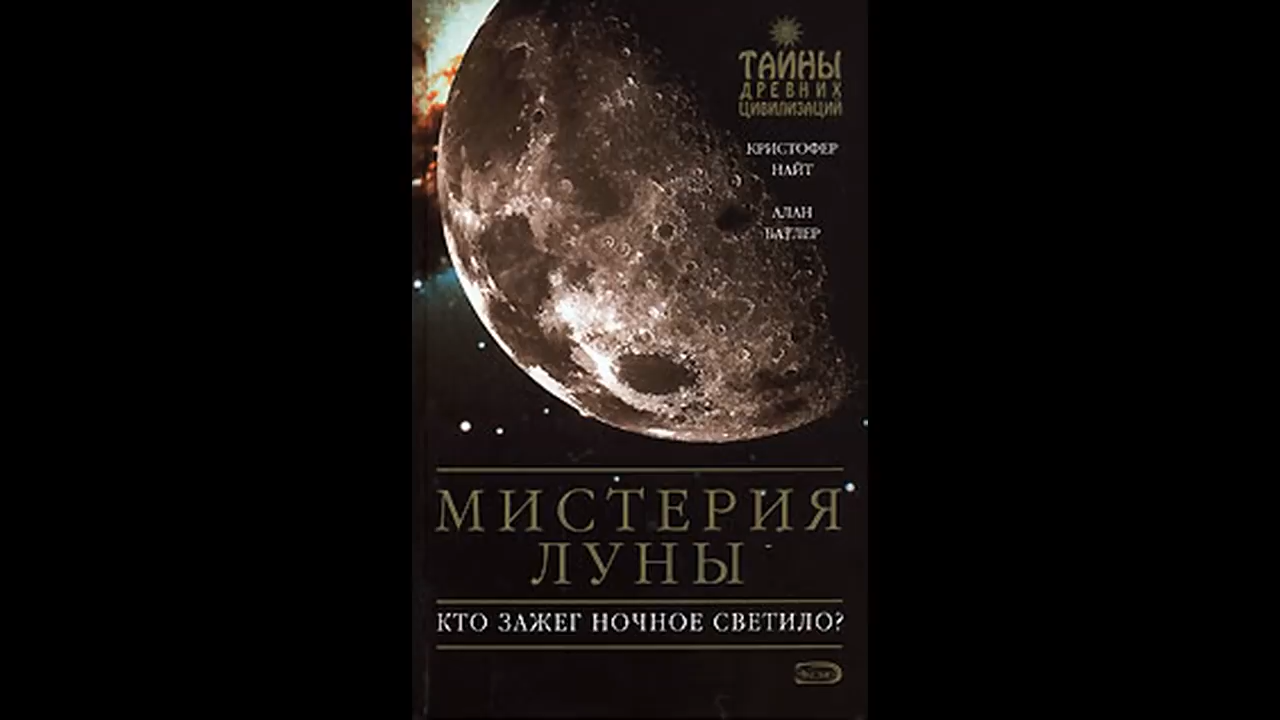 ТАЙНЫ
ДРЕВНИХ
ЦИВИЛИЗАЦИЙ
КРИСТОФЕР
НАЙТ
АЛАН
БАТЛЕР
МИСТЕРИЯ
ЛУНЫ
КТО ЗАЖЕГ НОЧНОЕ СВЕТИЛО?